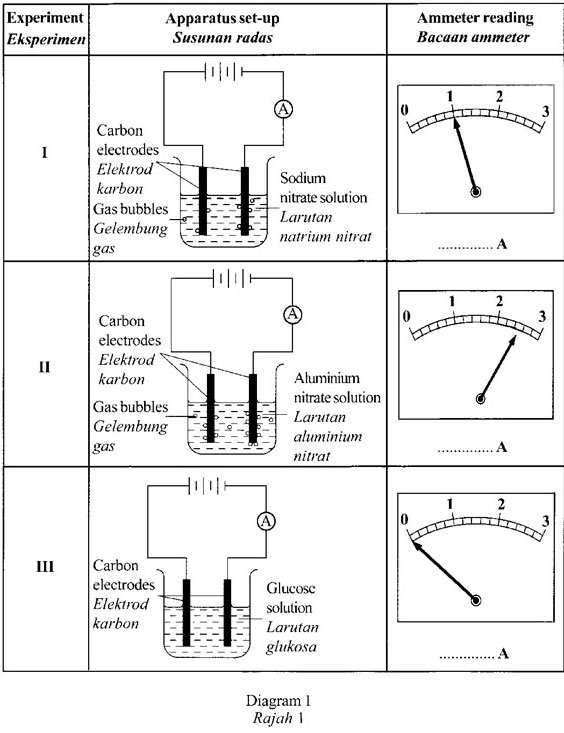 Experiment
Eksperimen
Apparatus set-up
Susunan radas
Ammeter reading
Bacaan ammeter
I
A
Carbon
electrodes
Elektrod
karbon
Gas bubbles
Gelembung
gas
Sodium
nitrate solution
Larutan
natrium nitrat
0 1 2 3
.............. A
II
A
Carbon
electrodes
Elektrod
karbon
Gas bubbles
Gelembung
gas
Aluminium
nitrate solution
Larutan
aluminium
nitrat
0 1 2 3
.............. A
III
A
Carbon
electrodes
Elektrod
karbon
Glucose
solution
Larutan
glukosa
0 1 2 3
.............. A
Diagram 1
Rajah 1